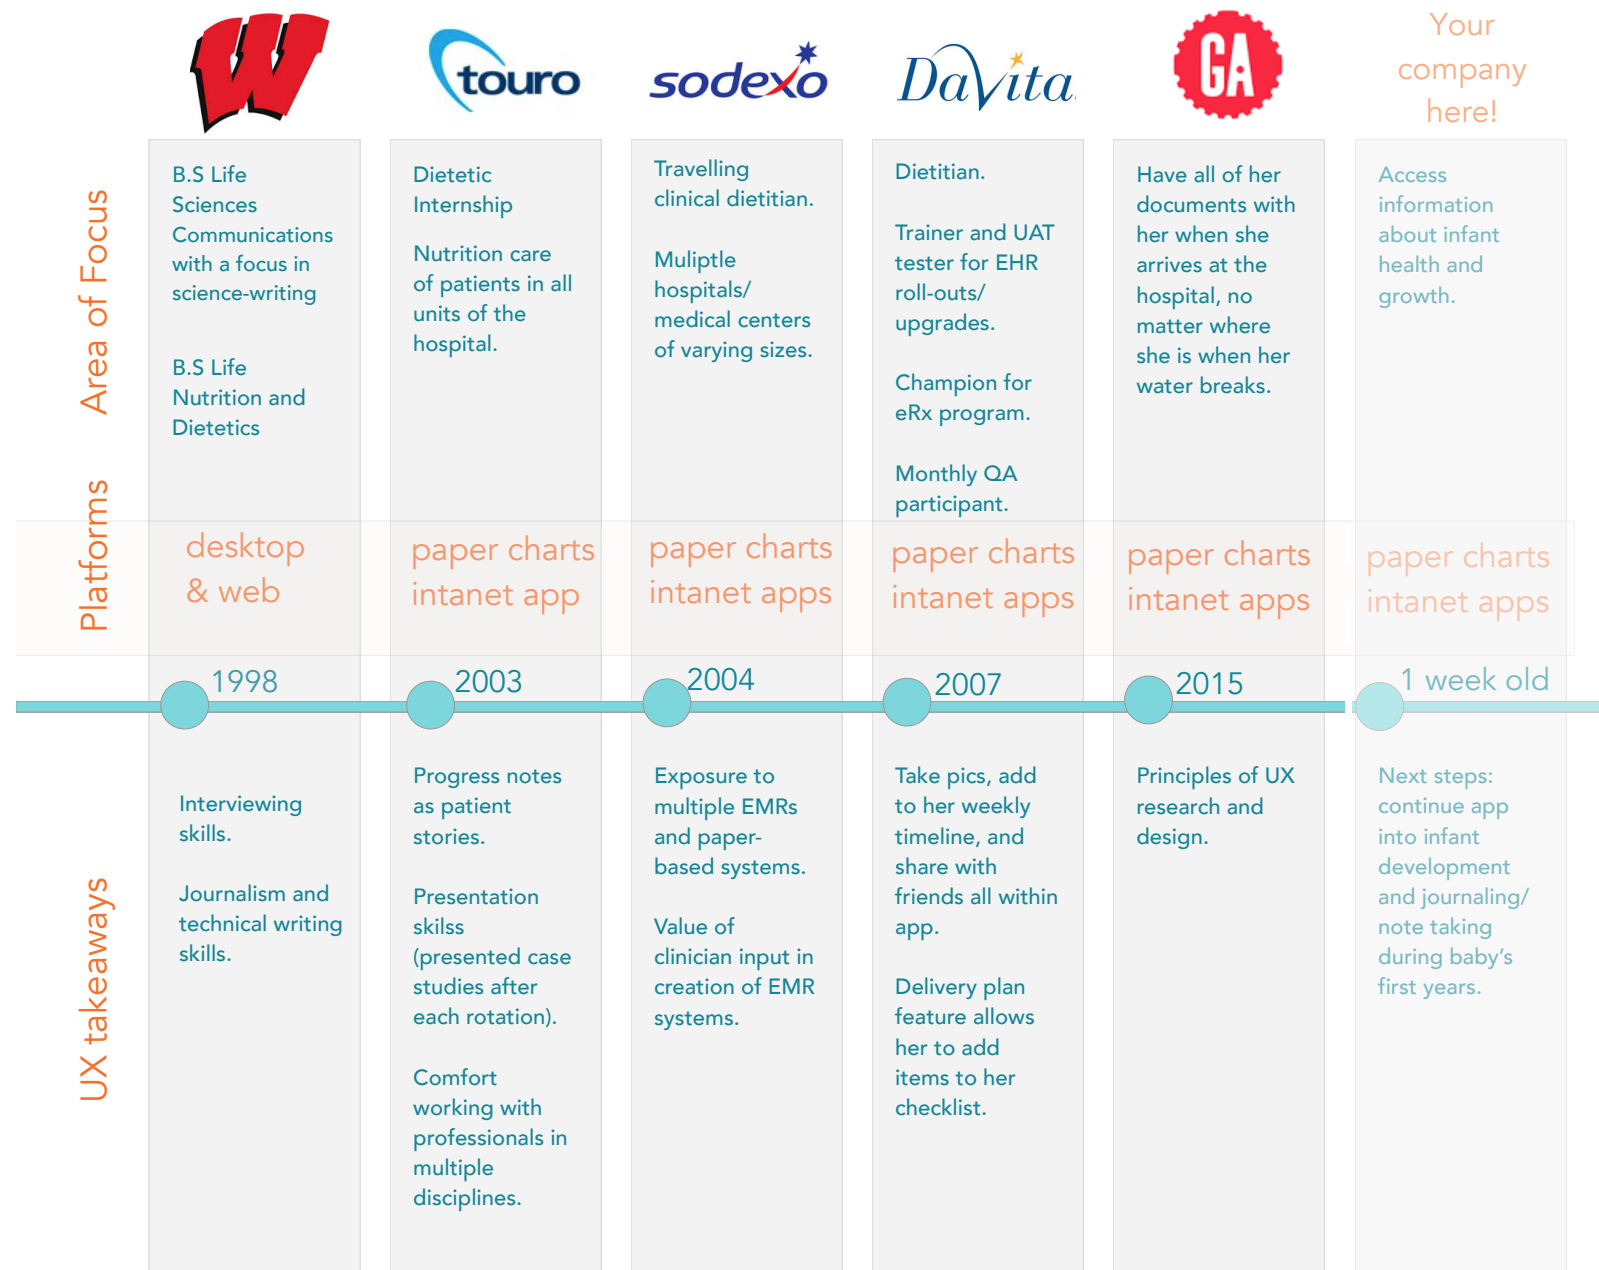 W
touro
sodexo
DaVita.
GA
Your
company
here!
Area of Focus
B.S Life
Sciences
Communications
with a focus in
science-writing
B.S Life
Nutrition and
Dietetics
Dietetic
Internship
Nutrition care
of patients in all
units of the
hospital.
Travelling
clinical dietitian.
Muliptle
hospitals/
medical centers
of varying sizes.
Dietitian.
Trainer and UAT
tester for EHR
roll-outs/
upgrades.
Champion for
eRx program.
Monthly QA
participant.
Have all of her
documents with
her when she
arrives at the
hospital, no
matter where
she is when her
water breaks.
Access
information
about infant
health and
growth.
Platforms
desktop
& web
paper charts
intanet app
paper charts
intanet apps
paper charts
intanet apps
paper charts
intanet apps
paper charts
intanet apps
1998
2003
2004
2007
2015
1 week old
UX takeaways
Interviewing
skills.
Journalism and
technical writing
skills.
Progress notes
as patient
stories.
Presentation
skilss
(presented case
studies after
each rotation).
Comfort
working with
professionals in
multiple
disciplines.
Exposure to
multiple EMRs
and paper-
based systems.
Value of
clinician input in
creation of EMR
systems.
Take pics, add
to her weekly
timeline, and
share with
friends all within
app.
Delivery plan
feature allows
her to add
items to her
checklist.
Principles of UX
research and
design.
Next steps:
continue app
into infant
development
and journaling/
note taking
during baby's
first years.